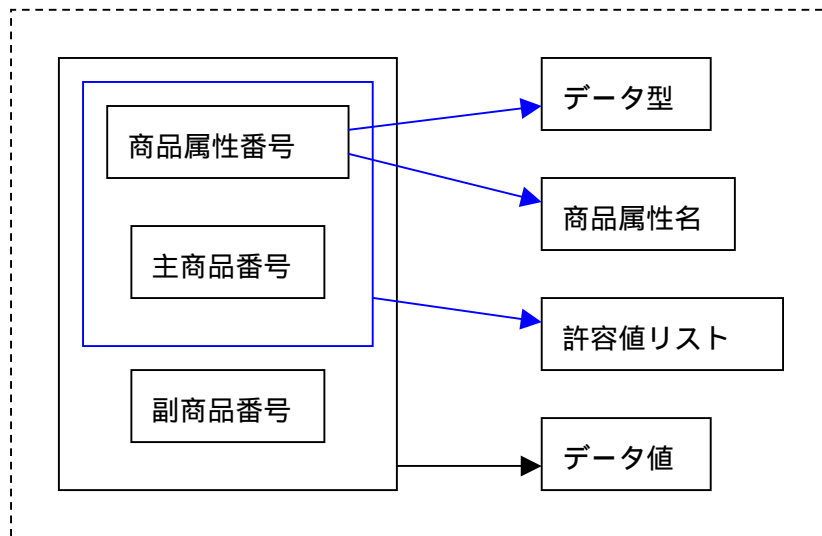 商品属性番号
主商品番号
副商品番号
データ型
商品属性名
許容値リスト
データ値